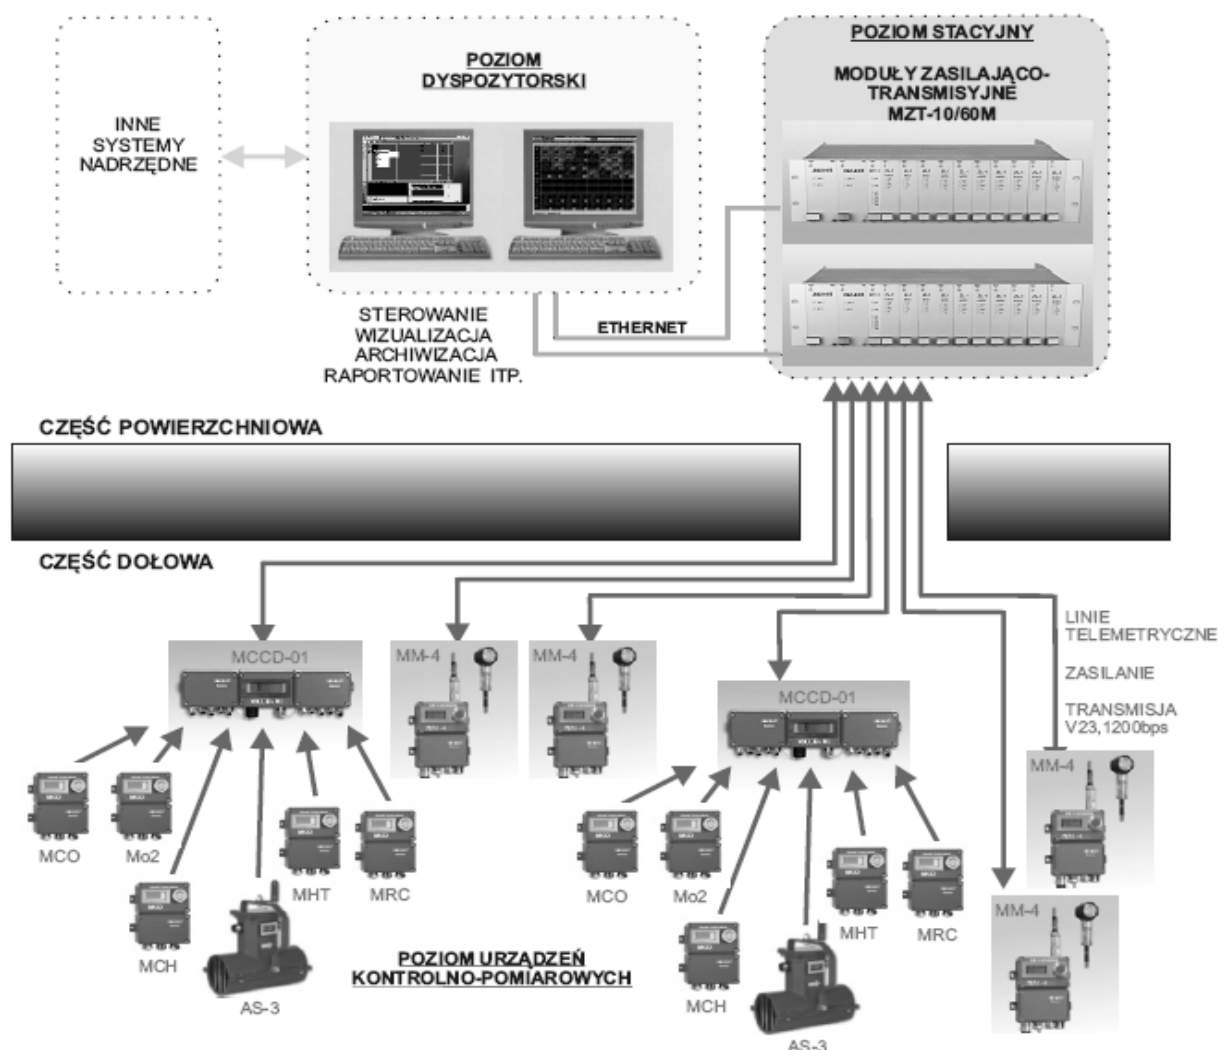 INNE
SYSTEMY
NADRZĘDNE
POZIOM
DYSPOZYTORSKI
POZIOM STACYJNY
MODUŁY ZASILAJĄCO-
TRANSMISYJNE
MZT-10/60M
STEROWANIE
WIZUALIZACJA
ARCHIWIZACJA
RAPORTOWANIE ITP.
ETHERNET
CZĘŚĆ POWIERZCHNIOWA
CZĘŚĆ DOŁOWA
MCCD-01
MM-4
MM-4
MCCD-01
LINIE
TELEMETRYCZNE
ZASILANIE
TRANSMISJA
V23,1200bps
MM-4
MM-4
MCO
Mo2
MCH
AS-3
MHT
MRC
MCO
Mo2
MCH
AS-3
MHT
MRC
POZIOM URZĄDZEŃ
KONTROLNO-POMIAROWYCH